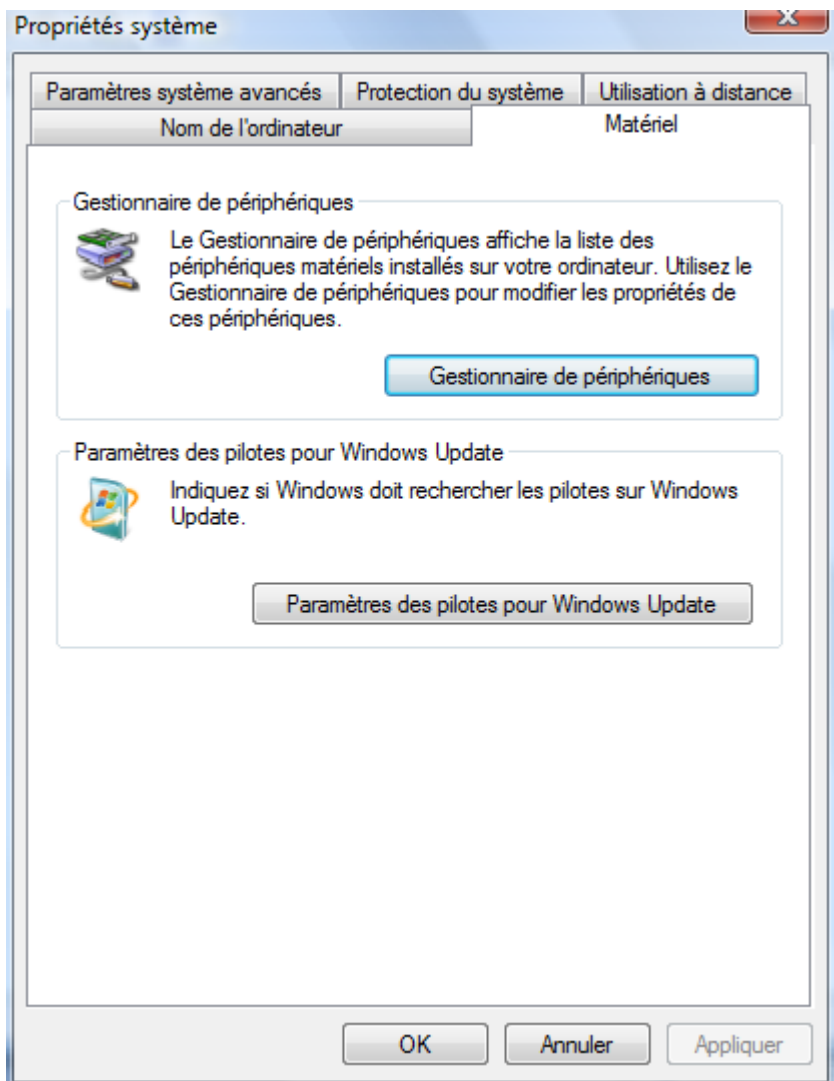 Propriétés système
Paramètres système avancés
Protection du système
Utilisation à distance
Nom de l'ordinateur
Matériel
Gestionnaire de périphériques
Le Gestionnaire de périphériques affiche la liste des
périphériques matériels installés sur votre ordinateur. Utilisez le
Gestionnaire de périphériques pour modifier les propriétés de
ces périphériques.
Gestionnaire de périphériques
Paramètres des pilotes pour Windows Update
Indiquez si Windows doit rechercher les pilotes sur Windows
Update.
Paramètres des pilotes pour Windows Update
OK
Annuler
Appliquer